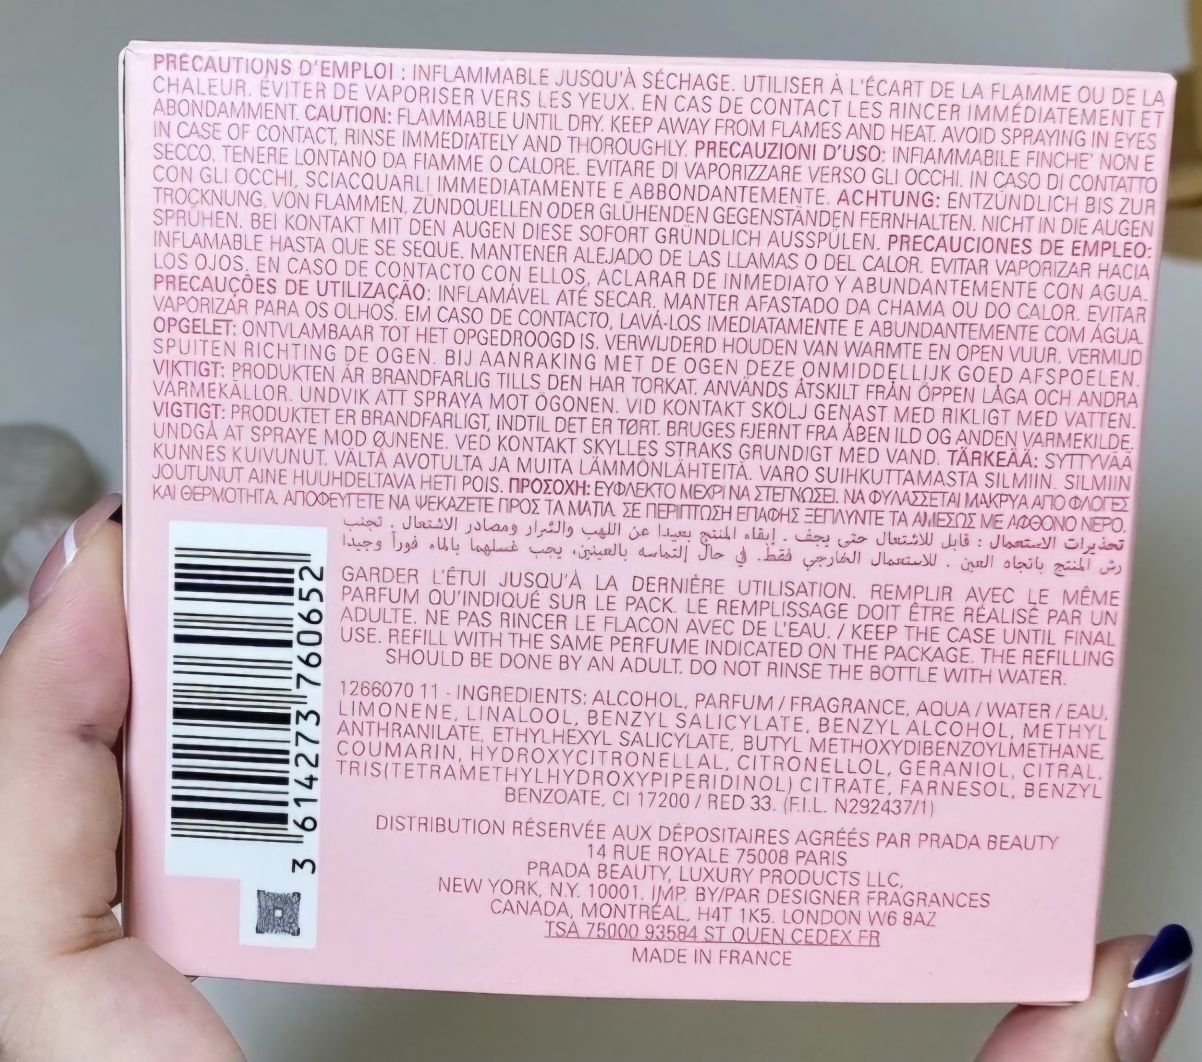 PRÉCAUTIONS D'EMPLOI : INFLAMMABLE JUSQU'À SÉCHAGE. UTILISER À L'ÉCART DE LA FLAMME OU DE LA
CHALEUR. ÉVITER DE VAPORISER VERS LES YEUX. EN CAS DE CONTACT LES RINCER IMMÉDIATEMENT ET
ABONDAMMENT. CAUTION: FLAMMABLE UNTIL DRY. KEEP AWAY FROM FLAMES AND HEAT. AVOID SPRAYING IN EYES
IN CASE OF CONTACT, RINSE IMMEDIATELY AND THOROUGHLY. PRECAUZIONI D'USO: INFIAMMABILE FINCHE' NON E
SECCO. TENERE LONTANO DA FIAMME O CALORE. EVITARE DI VAPORIZZARE VERSO GLI OCCHI. IN CASO DI CONTATTO
CON GLI OCCHI, SCIACQUARLI IMMEDIATAMENTE E ABBONDANTEMENTE. ACHTUNG: ENTZÜNDLICH BIS ZUR
TROCKNUNG, VON FLAMMEN, ZÜNDQUELLEN ODER GLÜHENDEN GEGENSTÄNDEN FERNHALTEN. NICHT IN DIE AUGEN
SPRÜHEN. BEI KONTAKT MIT DEN AUGEN DIESE SOFORT GRÜNDLICH AUSSPÜLEN. PRECAUCIONES DE EMPLEO:
INFLAMABLE HASTA QUE SE SEQUE. MANTENER ALEJADO DE LAS LLAMAS O DEL CALOR. EVITAR VAPORIZAR HACIA
LOS OJOS. EN CASO DE CONTACTO CON ELLOS, ACLARAR DE INMEDIATO Y ABUNDANTEMENTE CON AGUA.
PRECAUÇÕES DE UTILIZAÇÃO: INFLAMÁVEL ATÉ SECAR. MANTER AFASTADO DA CHAMA OU DO CALOR. EVITAR
VAPORIZAR PARA OS OLHOS. EM CASO DE CONTACTO, LAVÁ-LOS IMEDIATAMENTE E ABUNDANTEMENTE COM ÁGUA
OPGELET: ONTVLAMBAAR TOT HET OPGEDROOGD IS. VERWIJDERD HOUDEN VAN WARMTE EN OPEN VUUR. VERMIJD
SPUITEN RICHTING DE OGEN. BIJ AANRAKING MET DE OGEN DEZE ONMIDDELLIJK GOED AFSPOELEN.
VIKTIGT: PRODUKTEN ÄR BRANDFARLIG TILLS DEN HAR TORKAT. ANVÄNDS ÅTSKILT FRÅN ÖPPEN LÅGA OCH ANDRA
VÄRMEKÄLLOR. UNDVIK ATT SPRAYA MOT ÖGONEN. VID KONTAKT SKÖLJ GENAST MED RIKLIGT MED VATTEN.
VIGTIGT: PRODUKTET ER BRANDFARLIGT, INDTIL DET ER TØRT. BRUGES FJERNT FRA ÅBEN ILD OG ANDEN VARMEKILDE.
UNDGÅ AT SPRAYE MOD ØJNENE. VED KONTAKT SKYLLES STRAKS GRUNDIGT MED VAND. TÄRKEÄÄ: SYTTYVÄÄ
KUNNES KUIVUNUT. VÄLTÄ AVOTULTA JA MUITA LÄMMÖNLÄHTEITÄ. VARO SUIHKUTTAMASTA SILMIIN. SILMIIN
JOUTUNUT AINE HUUHDELTAVA HETI POIS. ΠΡΟΣΟΧΗ: ΕΥΦΛΕΚΤΟ ΜΕΧΡΙ ΝΑ ΣΤΕΓΝΩΣΕΙ. ΝΑ ΦΥΛΑΣΣΕΤΑΙ ΜΑΚΡΥΑ ΑΠΟ ΦΛΟΓΕΣ
ΚΑΙ ΘΕΡΜΟΤΗΤΑ. ΑΠΟΦΕΥΓΕΤΕ ΝΑ ΨΕΚΑΖΕΤΕ ΠΡΟΣ ΤΑ ΜΑΤΙΑ. ΣΕ ΠΕΡΙΠΤΩΣΗ ΕΠΑΦΗΣ ΞΕΠΛΥΝΤΕ ΤΑ ΑΜΕΣΩΣ ΜΕ ΑΦΘΟΝΟ ΝΕΡΟ.
تحذيرات الاستعمال : قابل للاشتعال حتى يجف . إبقاء المنتج بعيدا عن اللهب والشرار ومصادر الاشتعال . تجنب
رش المنتج باتجاه العين . للاستعمال الخارجي فقط. في حال إلتماسه بالعينين، يجب غسلهما بالماء فوراً وجيدا
GARDER L'ÉTUI JUSQU'À LA DERNIÈRE UTILISATION. REMPLIR AVEC LE MÊME
PARFUM QU'INDIQUÉ SUR LE PACK. LE REMPLISSAGE DOIT ÊTRE RÉALISÉ PAR UN
ADULTE. NE PAS RINCER LE FLACON AVEC DE L'EAU. / KEEP THE CASE UNTIL FINAL
USE. REFILL WITH THE SAME PERFUME INDICATED ON THE PACKAGE. THE REFILLING
SHOULD BE DONE BY AN ADULT. DO NOT RINSE THE BOTTLE WITH WATER.
1266070 11 - INGREDIENTS: ALCOHOL, PARFUM / FRAGRANCE, AQUA / WATER / EAU,
LIMONENE, LINALOOL, BENZYL SALICYLATE, BENZYL ALCOHOL, METHYL
ANTHRANILATE, ETHYLHEXYL SALICYLATE, BUTYL METHOXYDIBENZOYLMETHANE,
COUMARIN, HYDROXYCITRONELLAL, CITRONELLOL, GERANIOL, CITRAL,
TRIS(TETRAMETHYLHYDROXYPIPERIDINOL) CITRATE, FARNESOL, BENZYL
BENZOATE, CI 17200 / RED 33. (F.I.L. N292437/1)
DISTRIBUTION RÉSERVÉE AUX DÉPOSITAIRES AGRÉÉS PAR PRADA BEAUTY
14 RUE ROYALE 75008 PARIS
PRADA BEAUTY, LUXURY PRODUCTS LLC,
NEW YORK, N.Y. 10001. IMP. BY/PAR DESIGNER FRAGRANCES
CANADA, MONTRÉAL, H4T 1K5. LONDON W6 8AZ
TSA 75000 93584 ST OUEN CEDEX FR
MADE IN FRANCE
3 614273 760652